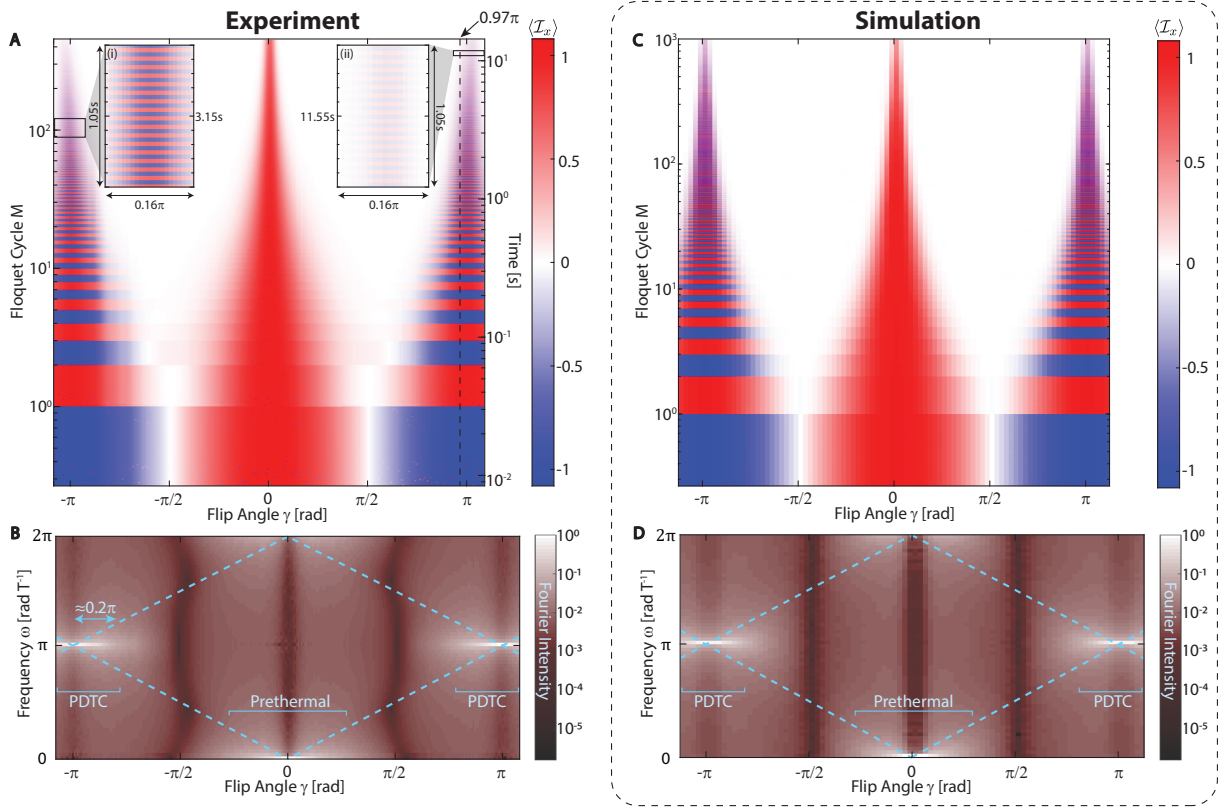 Experiment
0.97π
Simulation
A
⟨Iₓ⟩
C
⟨Iₓ⟩
(i)
(ii)
1.05s
3.15s
11.55s
1.05s
0.16π
0.16π
10²
10¹
10⁰
Floquet Cycle M
10¹
10⁰
10⁻¹
10⁻²
Time [s]
1
0.5
0
-0.5
-1
-π
-π/2
0
π/2
π
Flip Angle γ [rad]
10³
10²
10¹
10⁰
Floquet Cycle M
1
0.5
0
-0.5
-1
-π
-π/2
0
π/2
π
Flip Angle γ [rad]
B
2π
π
0
Frequency ω [rad T⁻¹]
≈0.2π
PDTC
Prethermal
PDTC
Fourier Intensity
10⁰
10⁻¹
10⁻²
10⁻³
10⁻⁴
10⁻⁵
-π
-π/2
0
π/2
π
Flip Angle γ [rad]
D
2π
π
0
Frequency ω [rad T⁻¹]
PDTC
Prethermal
PDTC
Fourier Intensity
10⁰
10⁻¹
10⁻²
10⁻³
10⁻⁴
10⁻⁵
-π
-π/2
0
π/2
π
Flip Angle γ [rad]